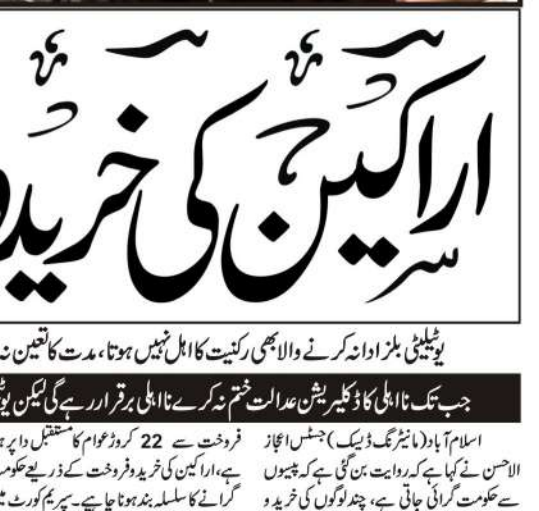 اراکین کی خرید و
یوٹیلیٹی بلز ادا نہ کرنے والا بھی رکنیت کا اہل نہیں ہوتا، مدت کا تعین نہ
جب تک نااہلی کا ڈکلیریشن عدالت ختم نہ کرے نااہلی برقرار رہے گی لیکن
اسلام آباد (مانیٹرنگ ڈیسک) جسٹس اعجاز
الاحسن نے کہا ہے کہ روایت بن گئی ہے کہ پیسوں
سے حکومت گرائی جاتی ہے، چند لوگوں کی خرید و
فروخت سے 22 کروڑ عوام کا مستقبل داؤ پر
ہے، اراکین کی خرید و فروخت کے ذریعے حکومت
گرانے کا سلسلہ بند ہونا چاہیے۔ سپریم کورٹ میں